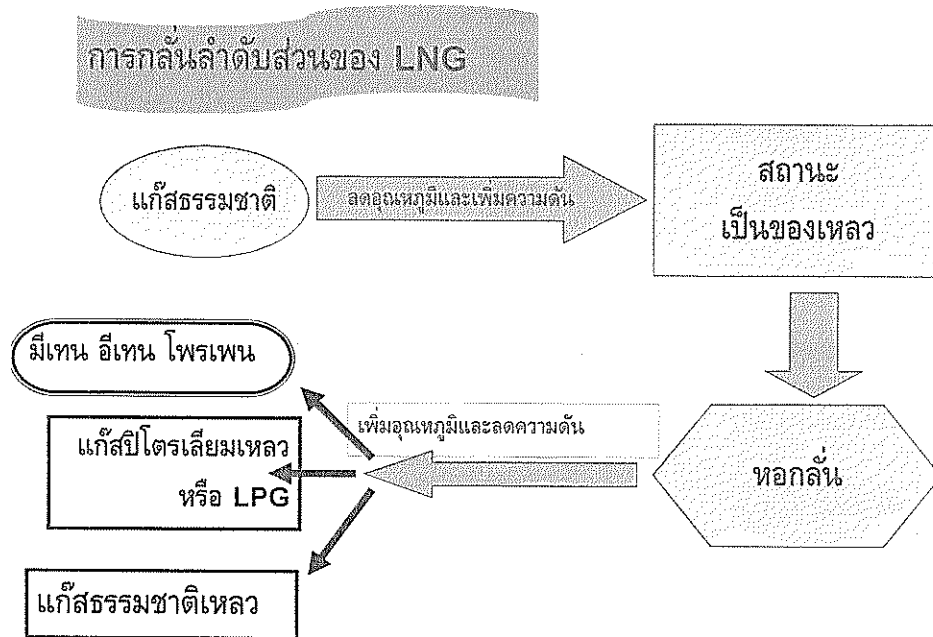 การกลั่นลำดับส่วนของ LNG
แก๊สธรรมชาติ
ลดอุณหภูมิและเพิ่มความดัน
สถานะ
เป็นของเหลว
มีเทน อีเทน โพรเพน
เพิ่มอุณหภูมิและลดความดัน
แก๊สปิโตรเลียมเหลว
หรือ LPG
หอกลั่น
แก๊สธรรมชาติเหลว